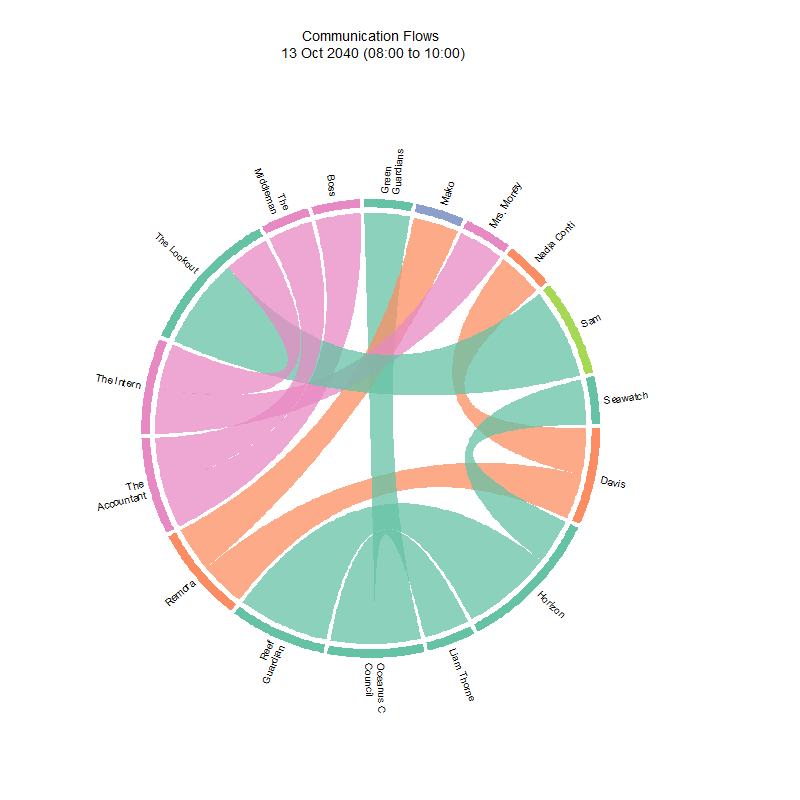 Communication Flows
13 Oct 2040 (08:00 to 10:00)
Green
Guardians
Mako
Mrs. Money
Nadia Conti
Sam
Seawatch
Davis
Horizon
Liam Thorne
Oceanus C
Council
Reef
Guardian
Remora
The
Accountant
The Intern
The Lookout
The
Middleman
Boss